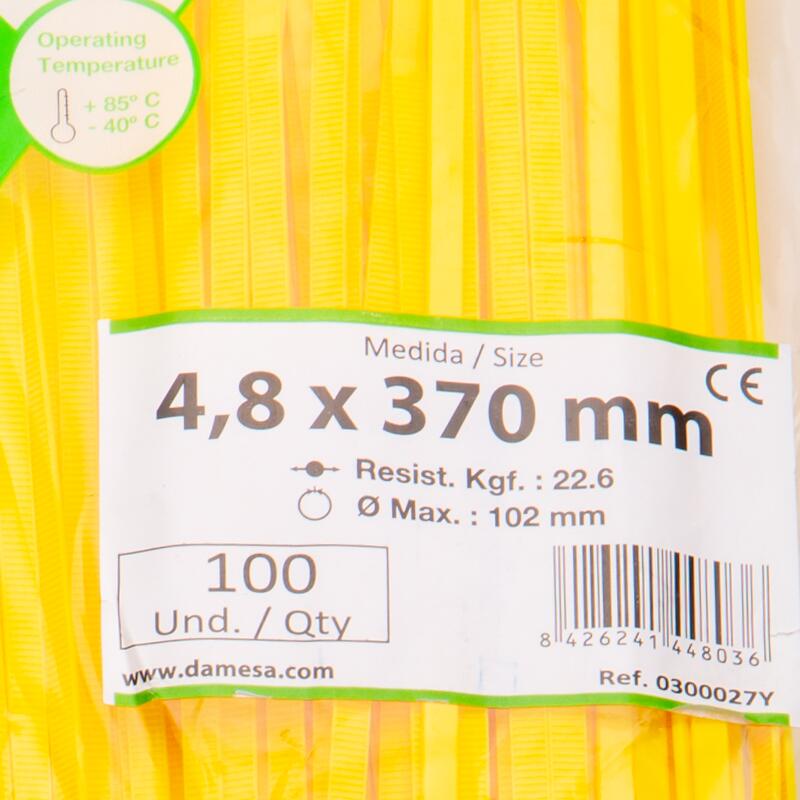 Operating
Temperature
+ 85º C
- 40º C
Medida / Size
CE
4,8 x 370 mm
Resist. Kgf. : 22.6
Ø Max. : 102 mm
100
Und. / Qty
8 426241 448036
www.damesa.com
Ref. 0300027Y